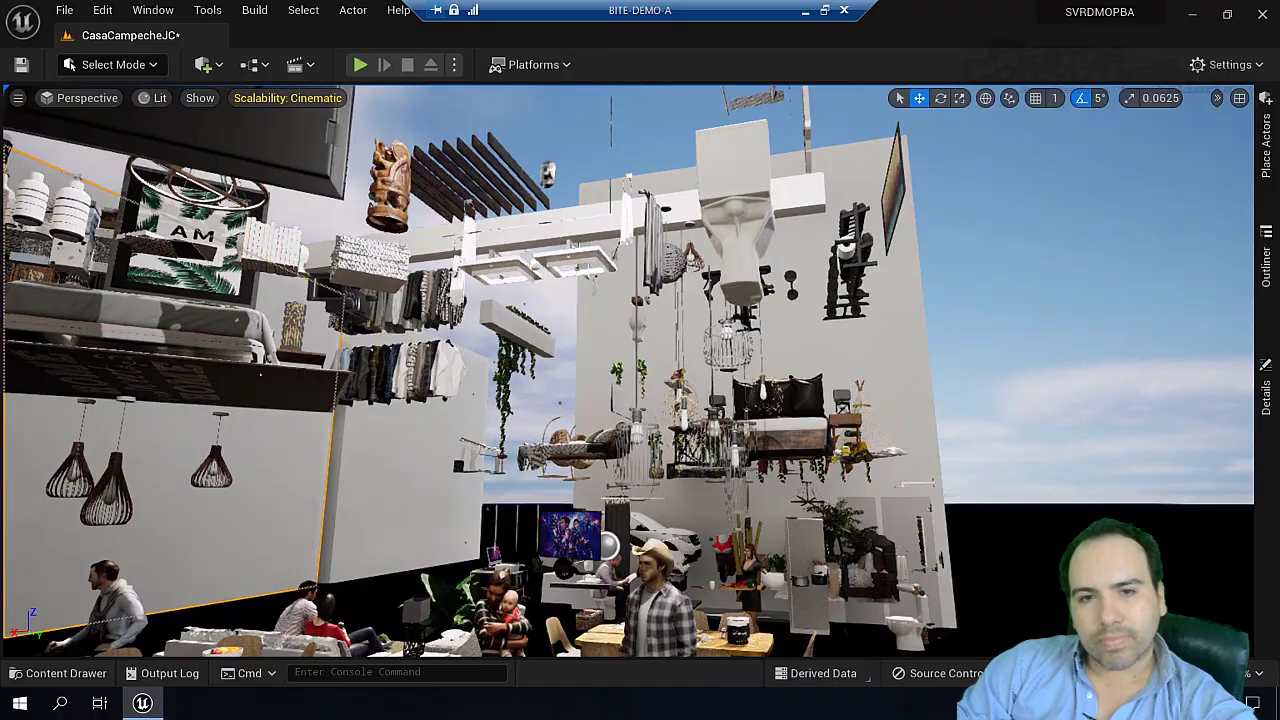 File Edit Window Tools Build Select Actor Help
BITE-DEMO-A
SVRDMOPBA
CasaCampecheJC*
Select Mode
Platforms
Settings
Perspective
Lit
Show
Scalability: Cinematic
1
5°
0.0625
Place Actors
Outliner
Details
AM
Content Drawer
Output Log
Cmd
Enter Console Command
Derived Data
Source Contro
%